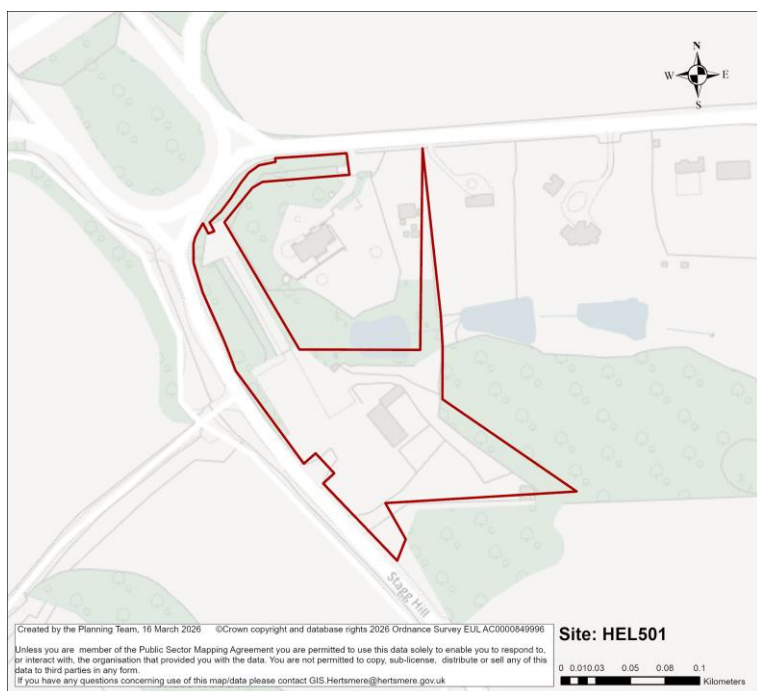 N
W E
S
Stagg Hill
Created by the Planning Team, 16 March 2026 ©Crown copyright and database rights 2026 Ordnance Survey EUL AC0000849996
Unless you are member of the Public Sector Mapping Agreement you are permitted to use this data solely to enable you to respond to,
or interact with, the organisation that provided you with the data. You are not permitted to copy, sub-license, distribute or sell any of this
data to third parties in any form.
If you have any questions concerning use of this map/data please contact GIS.Hertsmere@hertsmere.gov.uk
Site: HEL501
0 0.01 0.03 0.05 0.08 0.1
Kilometers